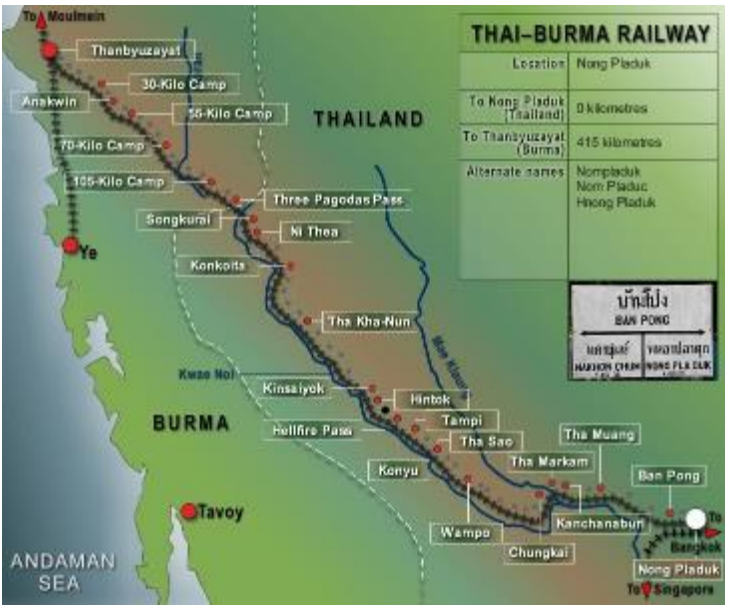 To Moulmein
Thanbyuzayat
30-Kilo Camp
Anakwin
55-Kilo Camp
70-Kilo Camp
105-Kilo Camp
Three Pagodas Pass
Songkurai
Ni Thea
Konkoita
Tha Kha-Nun
Kwae Noi
Kinsaiyok
Hintok
Tampi
Hellfire Pass
Tha Sao
Konyu
Tha Muang
Tha Markam
Ban Pong
Wampo
Kanchanaburi
Chungkai
To
Bangkok
Nong Pladuk
To Singapore
Ye
Tavoy
THAILAND
BURMA
ANDAMAN
SEA
THAI–BURMA RAILWAY
Location Nong Pladuk
To Nong Pladuk 0 kilometres
(Thailand)
To Thanbyuzayat 415 kilometres
(Burma)
Alternate names Nompladuk
Nom Pladuc
Hnong Pladuk
บ้านโป่ง
BAN PONG
NONG PLA DUK